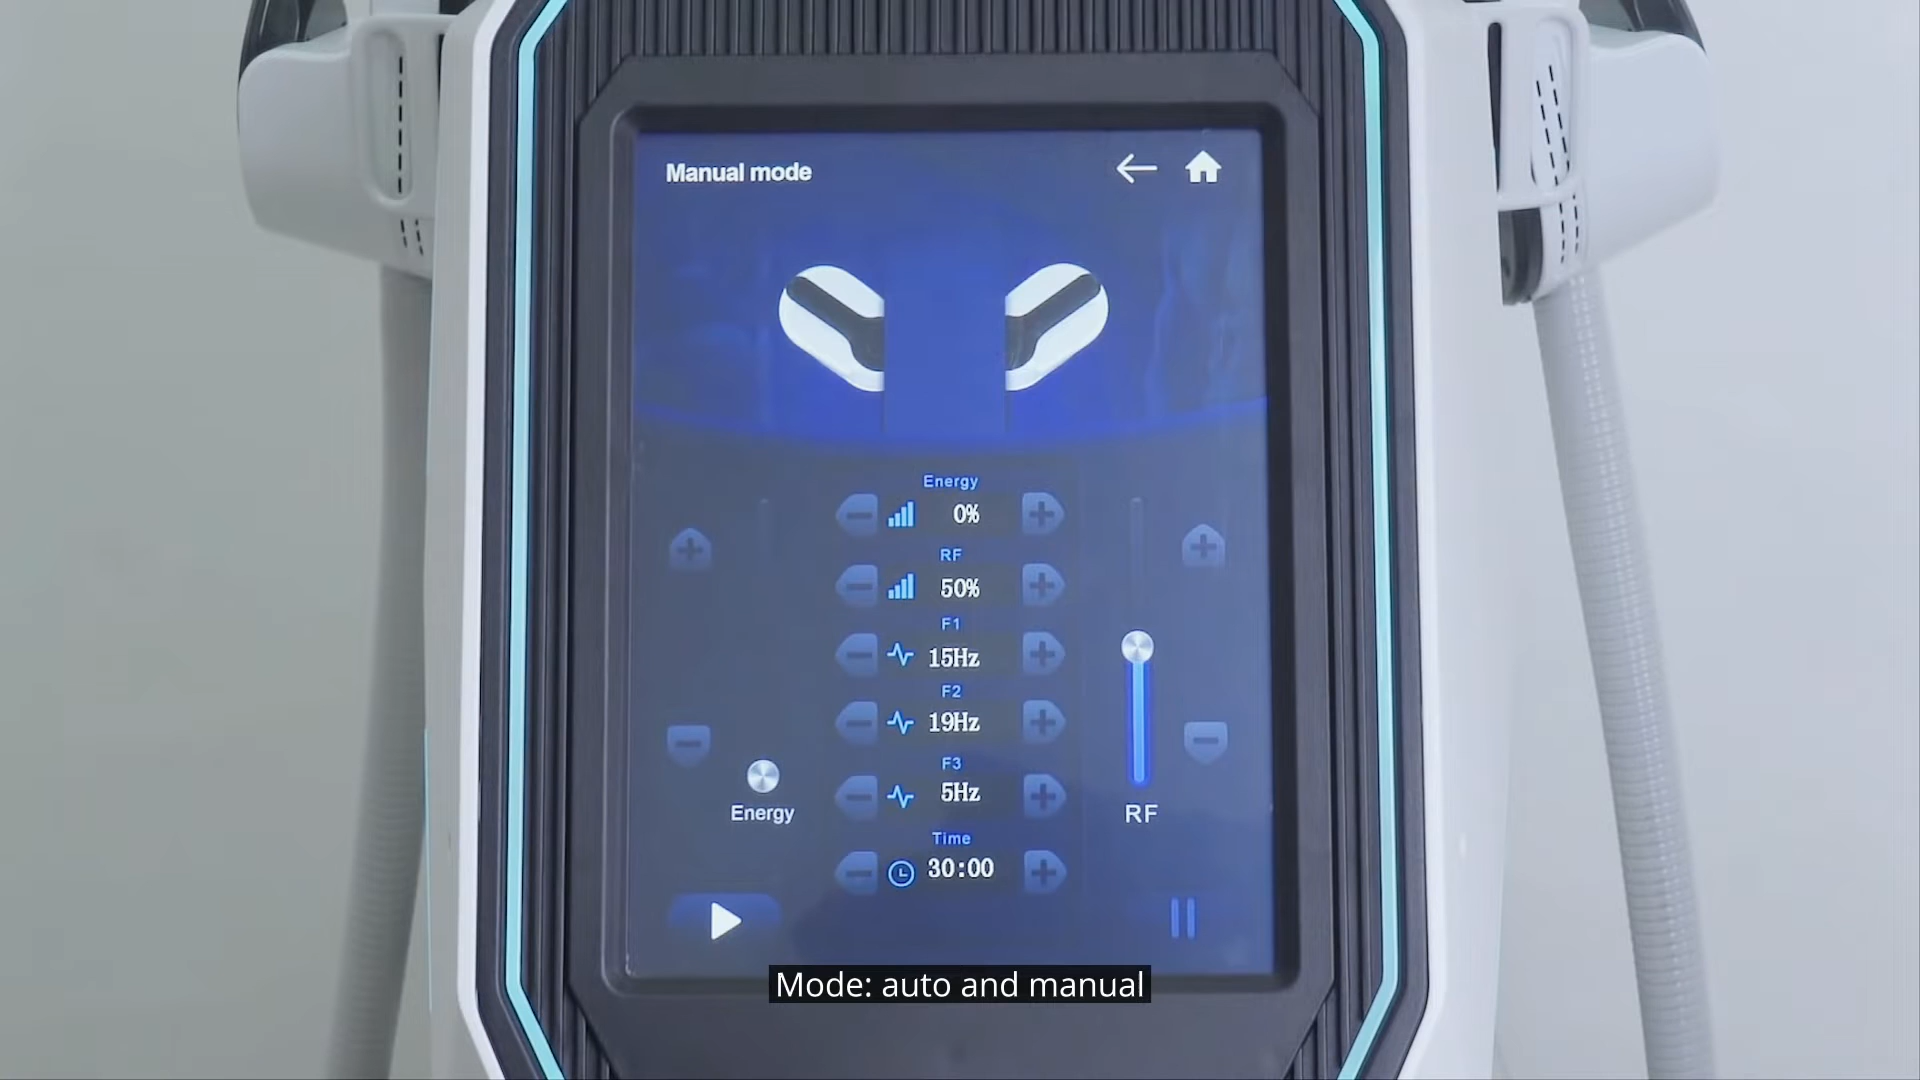 Manual mode
Energy
0%
RF
50%
F1
15Hz
F2
19Hz
F3
5Hz
Time
30:00
Energy
RF
Mode: auto and manual